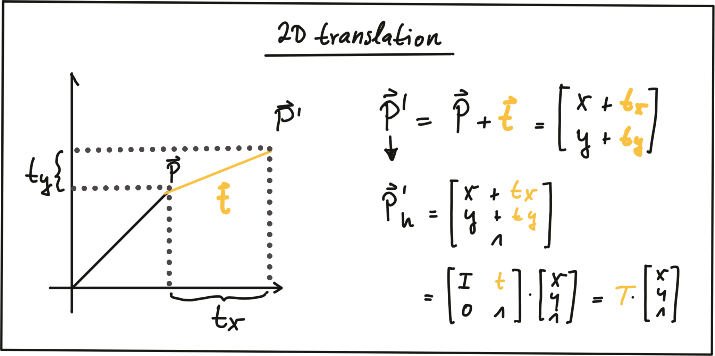 2D translation
P⃗' = P⃗ + t⃗ = [x + tx
y + ty]
P⃗'
P⃗
ty
t⃗
tx
P⃗'h = [x + tx
y + ty
1]
= [I t
0 1] · [x
y
1] = T · [x
y
1]